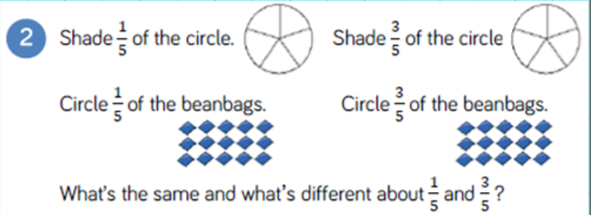 2 Shade 1/5 of the circle. Shade 3/5 of the circle
Circle 1/5 of the beanbags. Circle 3/5 of the beanbags.
What's the same and what's different about 1/5 and 3/5?